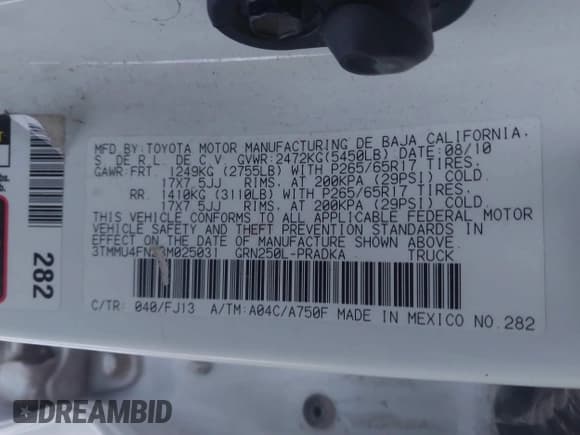 MFD.BY:TOYOTA MOTOR MANUFACTURING DE BAJA CALIFORNIA,
S. DE R.L. DE C.V. GVWR:2472KG(5450LB) DATE:08/10
GAWR:FRT. 1249KG (2755LB) WITH P265/65R17 TIRES,
17X7.5JJ RIMS, AT 200KPA (29PSI) COLD.
RR. 1410KG (3110LB) WITH P265/65R17 TIRES,
17X7.5JJ RIMS, AT 200KPA (29PSI) COLD.
THIS VEHICLE CONFORMS TO ALL APPLICABLE FEDERAL MOTOR
VEHICLE SAFETY AND THEFT PREVENTION STANDARDS IN
EFFECT ON THE DATE OF MANUFACTURE SHOWN ABOVE.
GRN250L-PRADKA TRUCK
C/TR: 040/FJ13 A/TM:A04C/A750F MADE IN MEXICO NO.282
282
DREAMBID